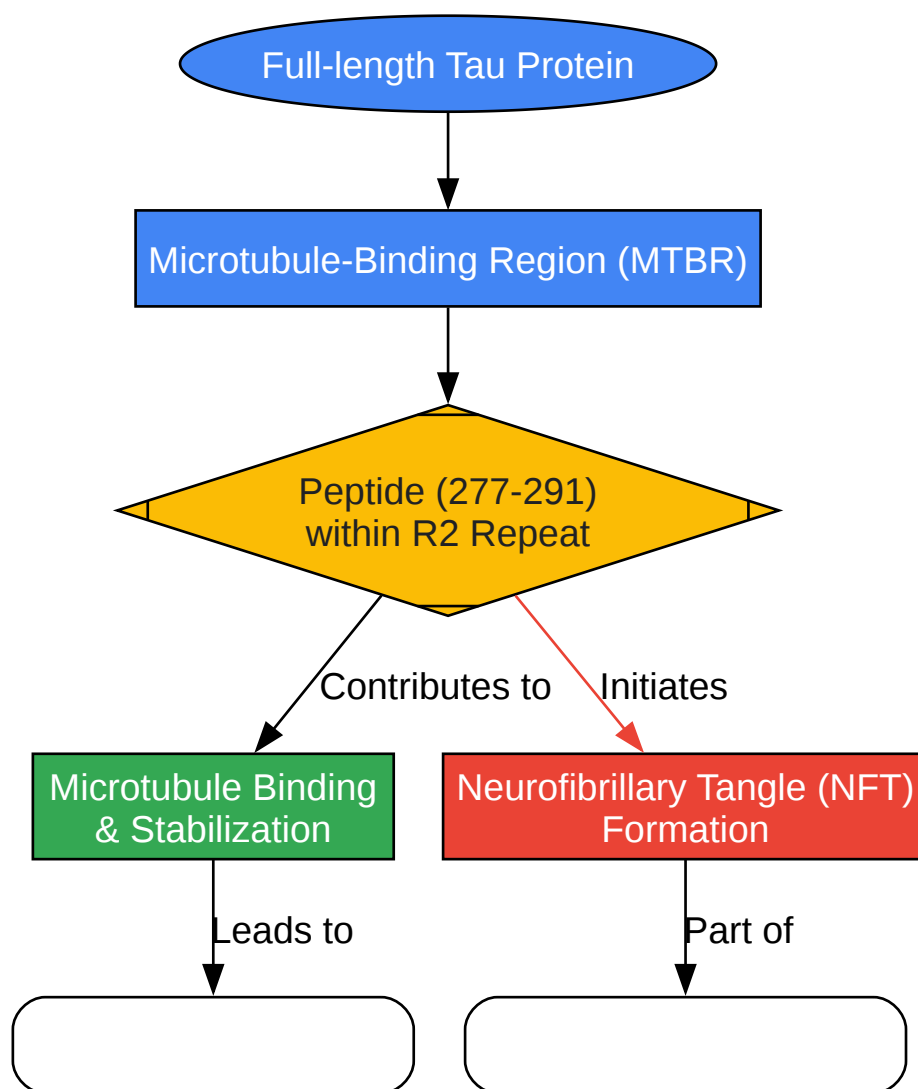 Full-length Tau Protein
Microtubule-Binding Region (MTBR)
Peptide (277-291)
within R2 Repeat
Contributes to
Initiates
Microtubule Binding
& Stabilization
Neurofibrillary Tangle (NFT)
Formation
Leads to
Part of